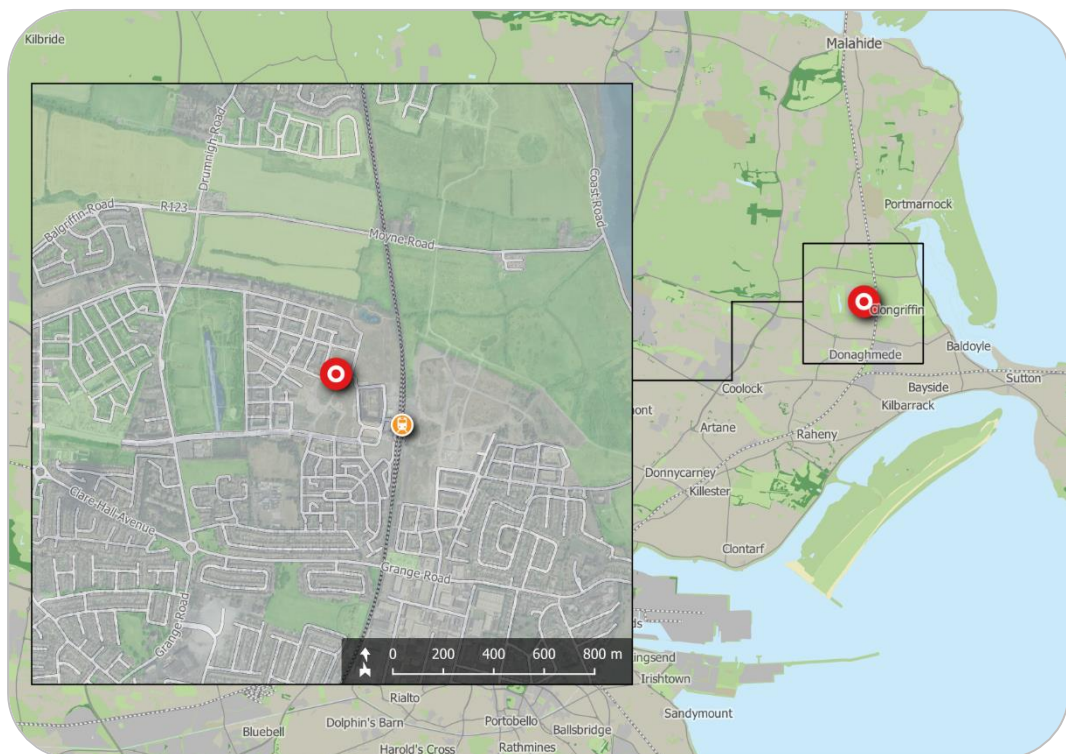 Kilbride
Malahide
Drumnigh Road
Coast Road
Balgriffin Road
R123
Moyne Road
Portmarnock
Clongriffin
Donaghmede
Baldoyle
Sutton
Bayside
Kilbarrack
Coolock
Artane
Raheny
Donnycarney
Killester
Clontarf
Clare Hall Avenue
Grange Road
Grange Road
0 200 400 600 800 m
Irishtown
Sandymount
Rialto
Dolphin's Barn
Portobello
Ballsbridge
Bluebell
Harold's Cross
Rathmines